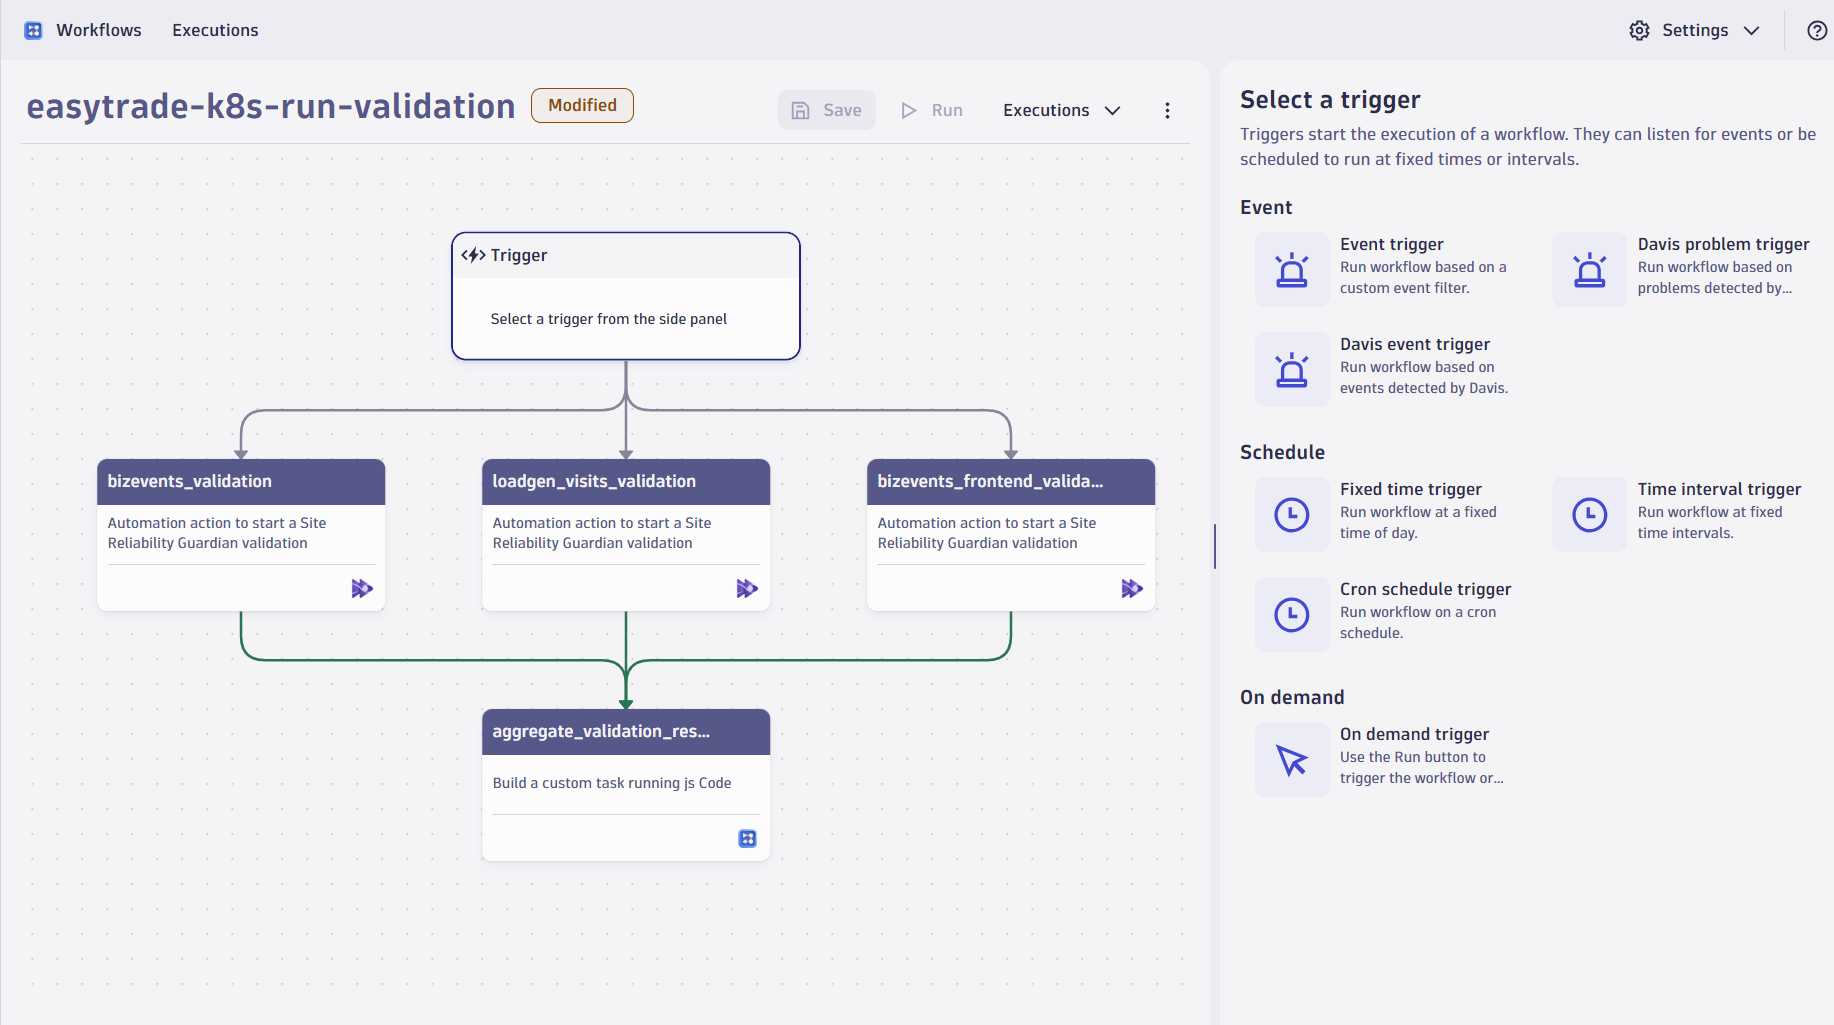 Workflows Executions Settings
easytrade-k8s-run-validation Modified Save Run Executions
Trigger
Select a trigger from the side panel
bizevents_validation
Automation action to start a Site
Reliability Guardian validation
loadgen_visits_validation
Automation action to start a Site
Reliability Guardian validation
bizevents_frontend_valida...
Automation action to start a Site
Reliability Guardian validation
aggregate_validation_res...
Build a custom task running js Code
Select a trigger
Triggers start the execution of a workflow. They can listen for events or be
scheduled to run at fixed times or intervals.
Event
Event trigger
Run workflow based on a
custom event filter.
Davis problem trigger
Run workflow based on
problems detected by...
Davis event trigger
Run workflow based on
events detected by Davis.
Schedule
Fixed time trigger
Run workflow at a fixed
time of day.
Time interval trigger
Run workflow at fixed
time intervals.
Cron schedule trigger
Run workflow on a cron
schedule.
On demand
On demand trigger
Use the Run button to
trigger the workflow or...